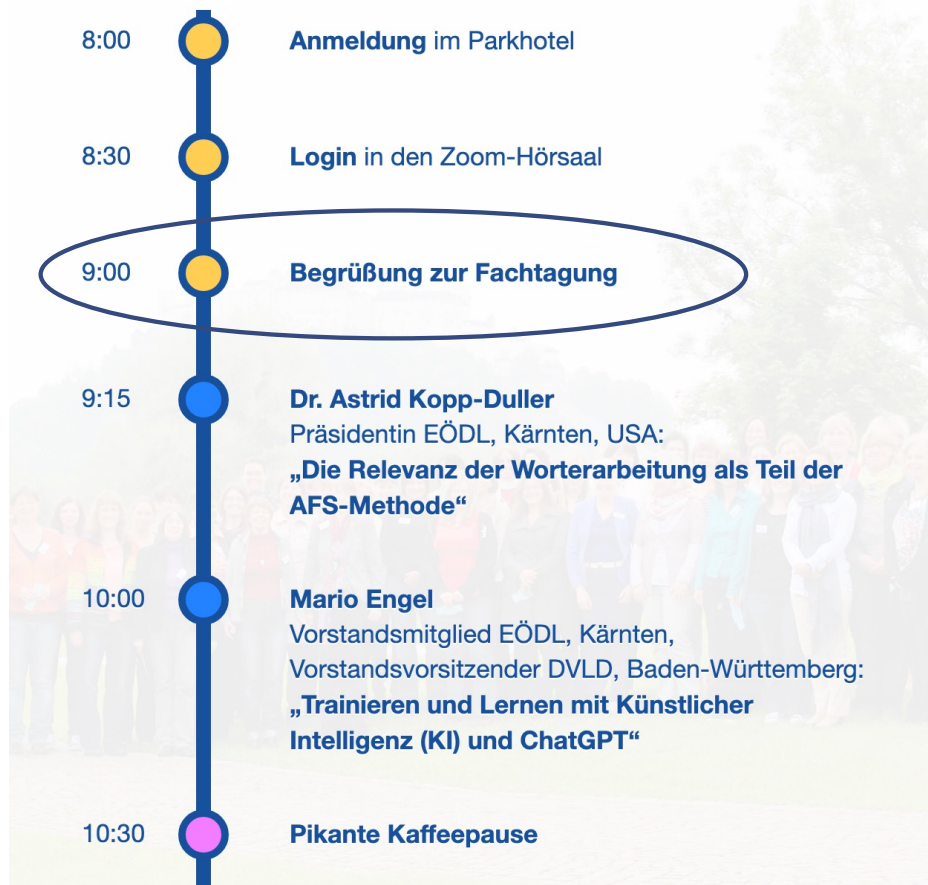 8:00 Anmeldung im Parkhotel
8:30 Login in den Zoom-Hörsaal
9:00 Begrüßung zur Fachtagung
9:15 Dr. Astrid Kopp-Duller
Präsidentin EÖDL, Kärnten, USA:
„Die Relevanz der Worterarbeitung als Teil der
AFS-Methode“
10:00 Mario Engel
Vorstandsmitglied EÖDL, Kärnten,
Vorstandsvorsitzender DVLD, Baden-Württemberg:
„Trainieren und Lernen mit Künstlicher
Intelligenz (KI) und ChatGPT“
10:30 Pikante Kaffeepause